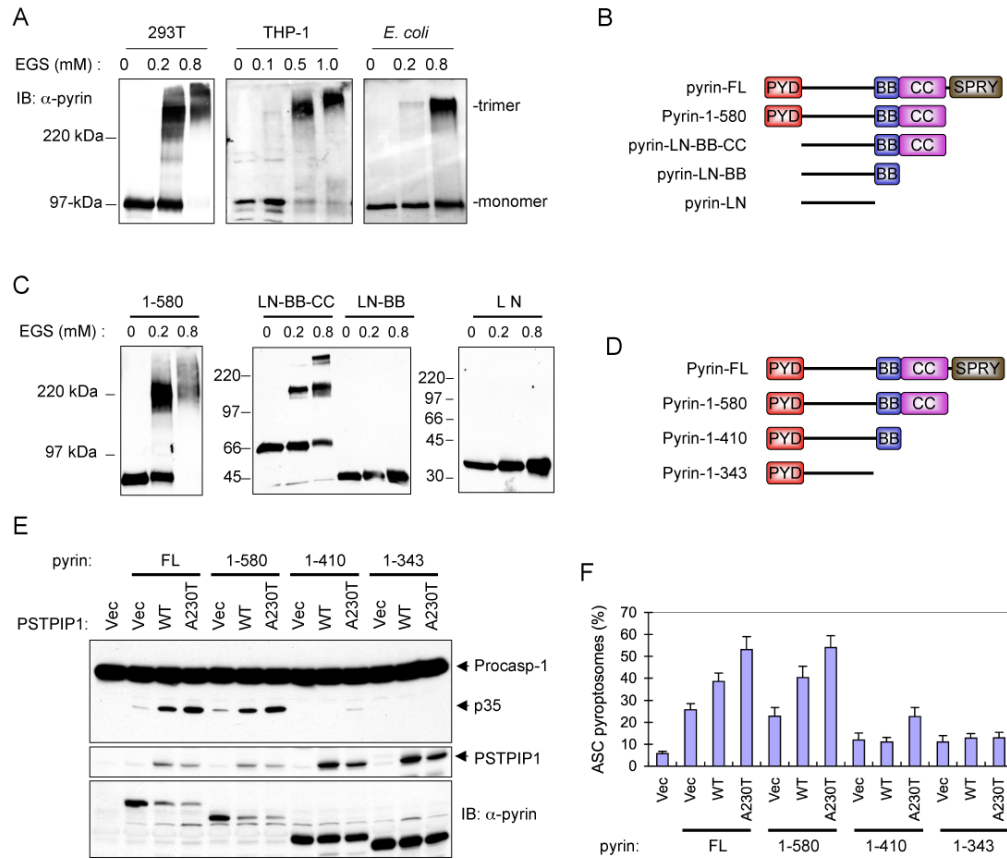 A
293T THP-1 E. coli
EGS (mM) : 0 0.2 0.8 0 0.1 0.5 1.0 0 0.2 0.8
IB: α-pyrin
-trimer
220 kDa
97-kDa
-monomer
B
pyrin-FL PYD BB CC SPRY
Pyrin-1-580 PYD BB CC
pyrin-LN-BB-CC BB CC
pyrin-LN-BB BB
pyrin-LN
C
1-580 LN-BB-CC LN-BB L N
EGS (mM) : 0 0.2 0.8 0 0.2 0.8 0 0.2 0.8 0 0.2 0.8
220 kDa
97 kDa
220-
97-
66-
45-
220-
97-
66-
45-
30-
D
Pyrin-FL PYD BB CC SPRY
Pyrin-1-580 PYD BB CC
Pyrin-1-410 PYD BB
Pyrin-1-343 PYD
E
pyrin: FL 1-580 1-410 1-343
PSTPIP1: Vec Vec WT A230T Vec WT A230T Vec WT A230T Vec WT A230T
Procasp-1
p35
PSTPIP1
IB: α-pyrin
F
ASC pyroptosomes (%)
70
60
50
40
30
20
10
0
Vec Vec WT A230T Vec WT A230T Vec WT A230T Vec WT A230T
pyrin: FL 1-580 1-410 1-343